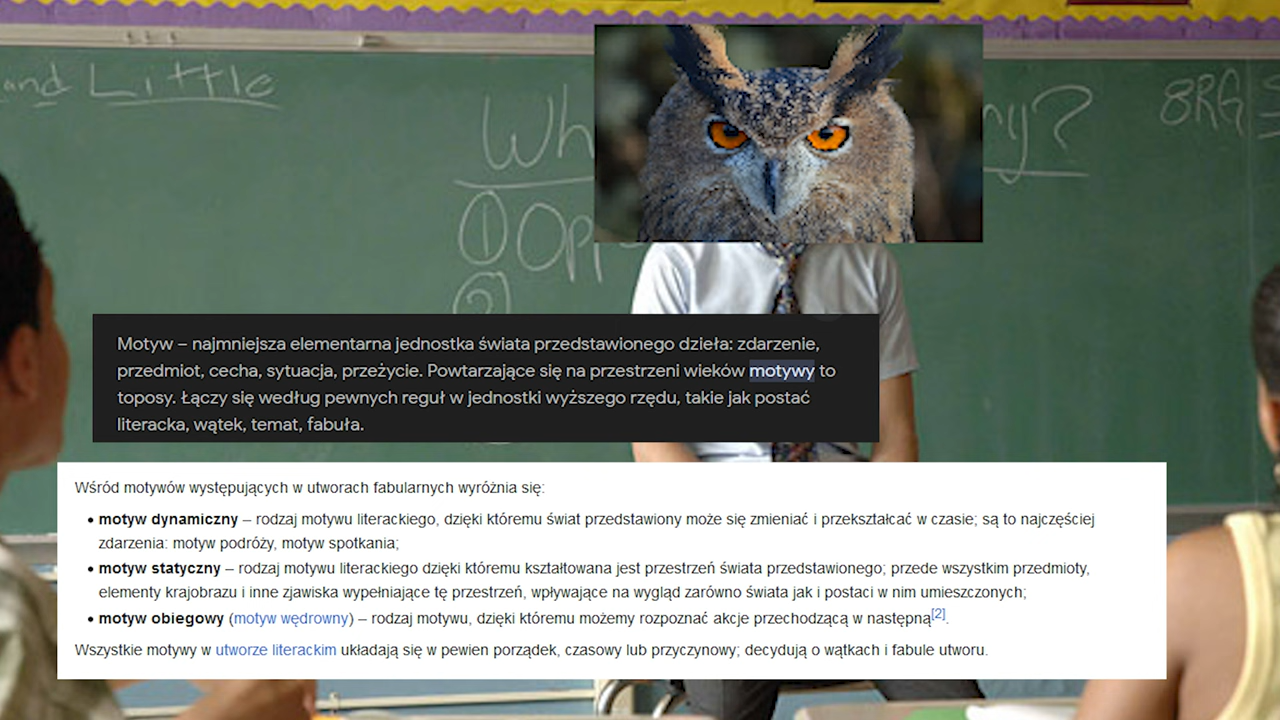 and Little
Wh ry?
8RG
① Opp
②
Motyw – najmniejsza elementarna jednostka świata przedstawionego dzieła: zdarzenie,
przedmiot, cecha, sytuacja, przeżycie. Powtarzające się na przestrzeni wieków motywy to
toposy. Łączy się według pewnych reguł w jednostki wyższego rzędu, takie jak postać
literacka, wątek, temat, fabuła.
Wśród motywów występujących w utworach fabularnych wyróżnia się:
• motyw dynamiczny – rodzaj motywu literackiego, dzięki któremu świat przedstawiony może się zmieniać i przekształcać w czasie; są to najczęściej
zdarzenia: motyw podróży, motyw spotkania;
• motyw statyczny – rodzaj motywu literackiego dzięki któremu kształtowana jest przestrzeń świata przedstawionego; przede wszystkim przedmioty,
elementy krajobrazu i inne zjawiska wypełniające tę przestrzeń, wpływające na wygląd zarówno świata jak i postaci w nim umieszczonych;
• motyw obiegowy (motyw wędrowny) – rodzaj motywu, dzięki któremu możemy rozpoznać akcje przechodzącą w następną[2].
Wszystkie motywy w utworze literackim układają się w pewien porządek, czasowy lub przyczynowy; decydują o wątkach i fabule utworu.